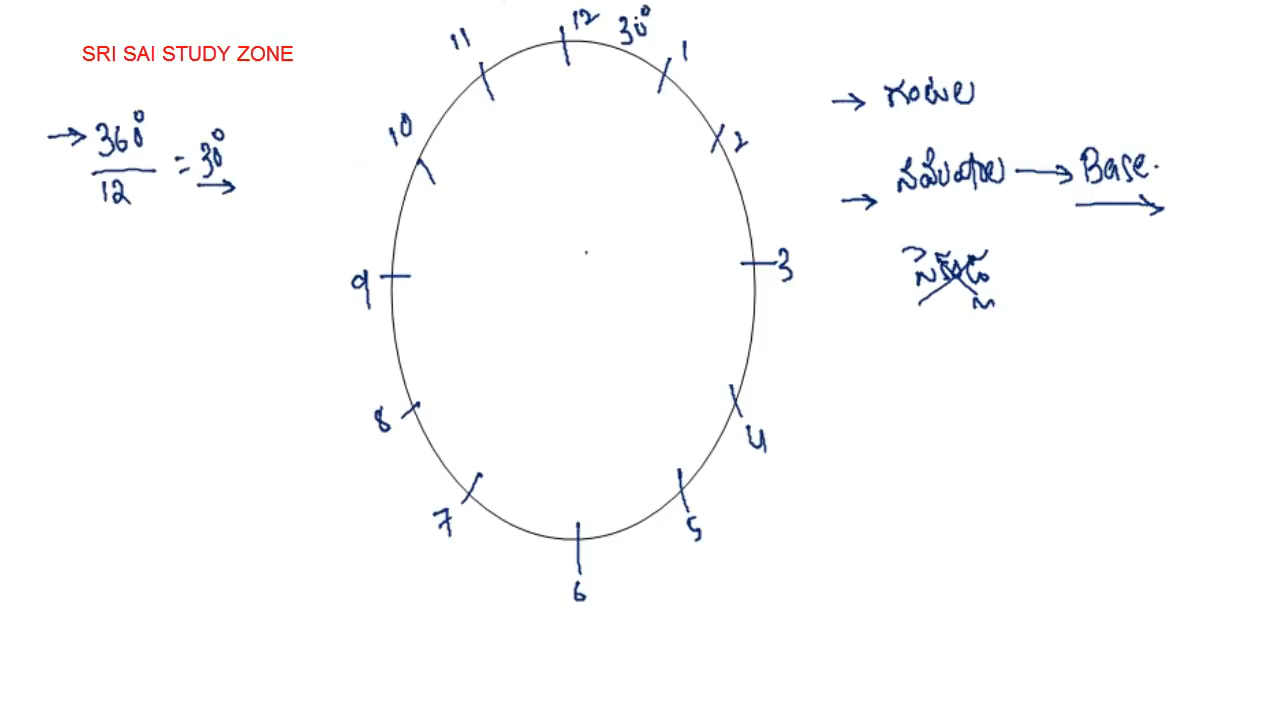 SRI SAI STUDY ZONE
→ 360° / 12 = 30°
12
30°
1
11
2
10
3
9
4
8
5
7
6
→ గంటల
→ నిమిషాల → Base.
సెకండ్ల